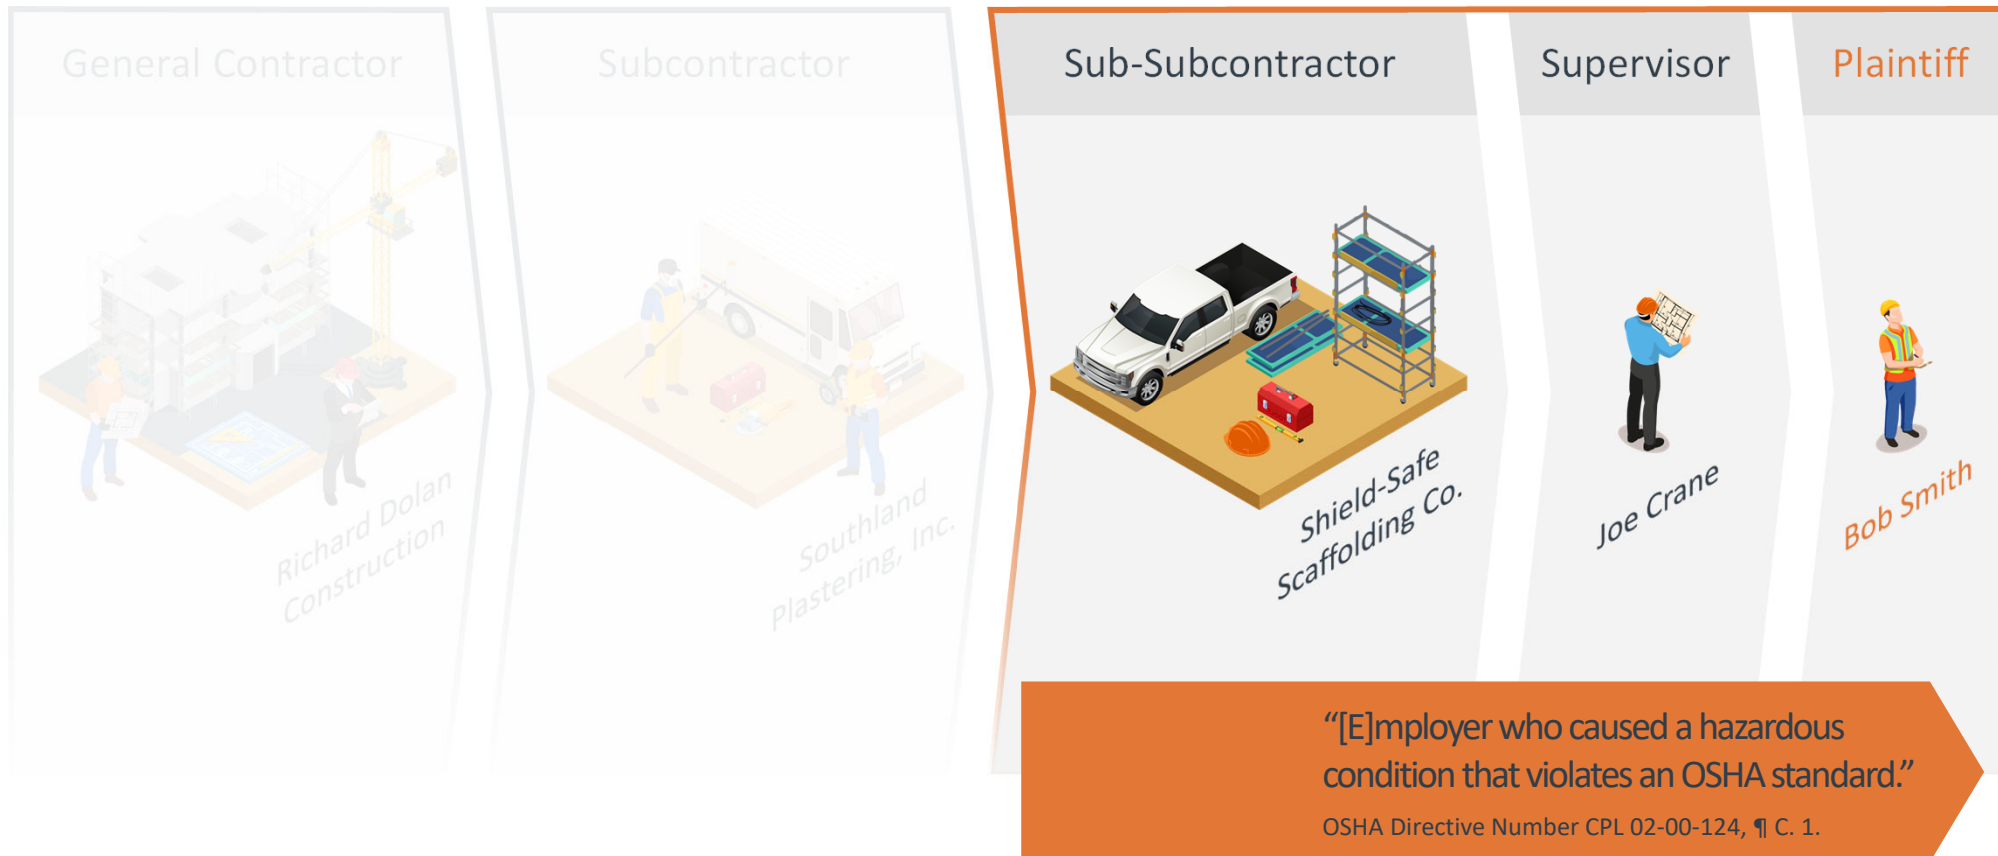 General Contractor
Subcontractor
Sub-Subcontractor
Supervisor
Plaintiff
Richard Dolan
Construction
Southland
Plastering, Inc.
Shield-Safe
Scaffolding Co.
Joe Crane
Bob Smith
“[E]mployer who caused a hazardous
condition that violates an OSHA standard.”
OSHA Directive Number CPL 02-00-124, ¶ C. 1.